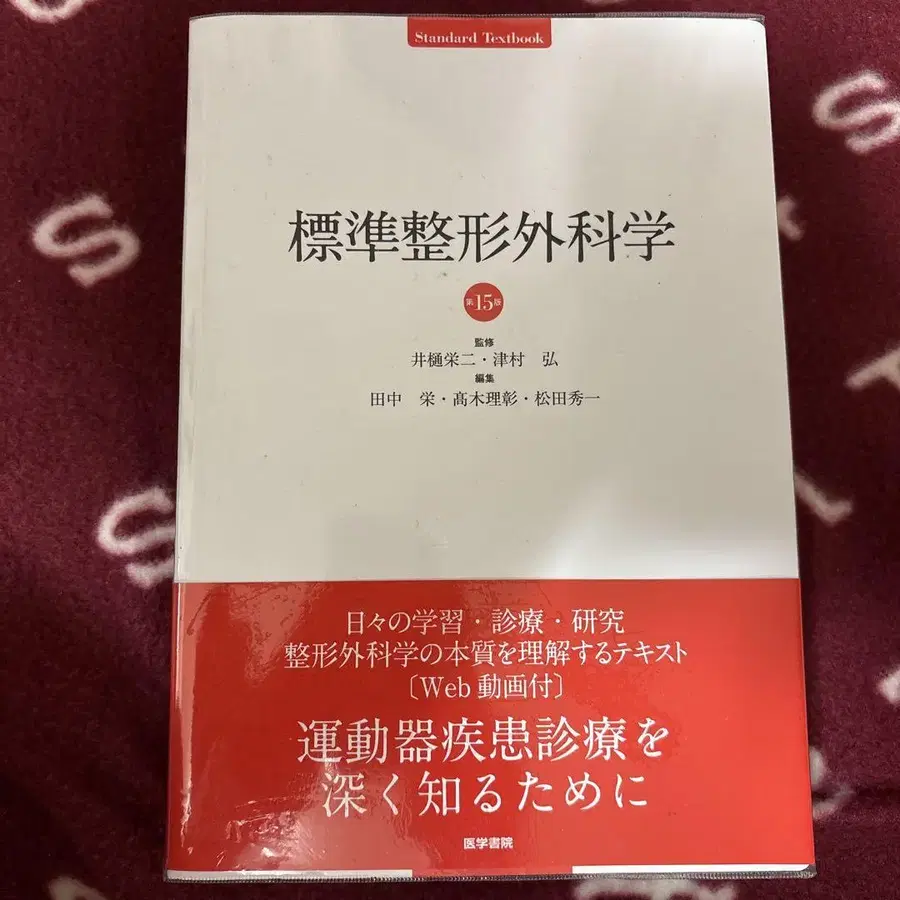 Standard Textbook
標準整形外科学
第15版
監修
井樋栄二・津村 弘
編集
田中 栄・髙木理彰・松田秀一
日々の学習・診療・研究
整形外科学の本質を理解するテキスト
〔Web動画付〕
運動器疾患診療を
深く知るために
医学書院